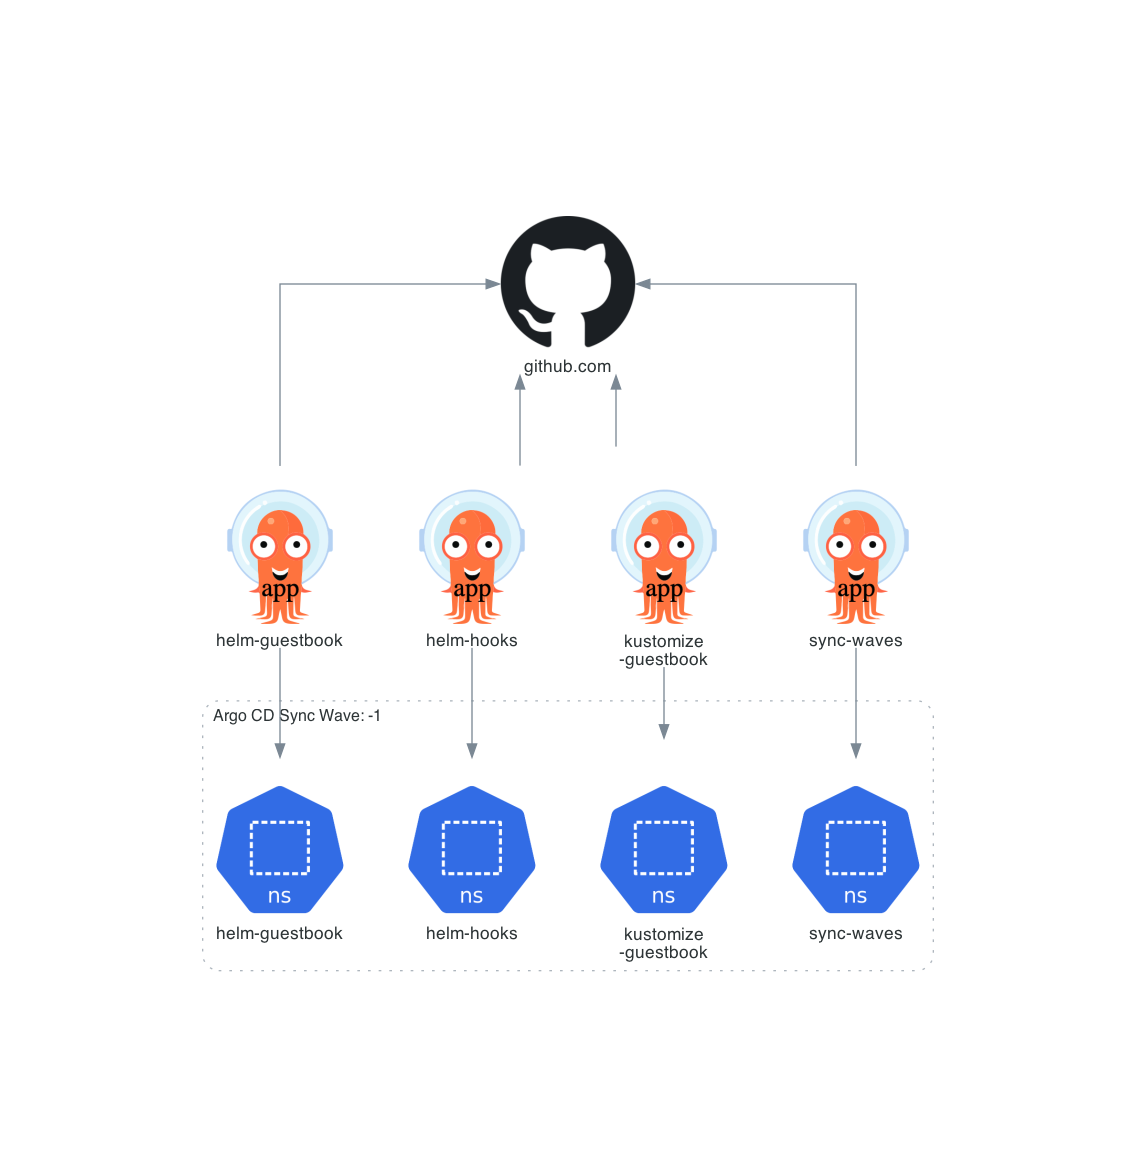 github.com
app
app
app
app
helm-guestbook
helm-hooks
kustomize
-guestbook
sync-waves
Argo CD Sync Wave: -1
ns
ns
ns
ns
helm-guestbook
helm-hooks
kustomize
-guestbook
sync-waves